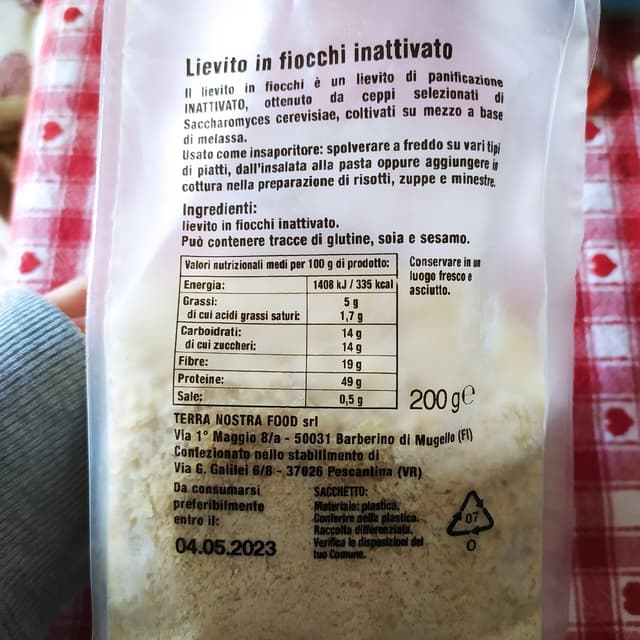 Lievito in fiocchi inattivato
Il lievito in fiocchi è un lievito di panificazione
INATTIVATO, ottenuto da ceppi selezionati di
Saccharomyces cerevisiae, coltivati su mezzo a base
di melassa.
Usato come insaporitore: spolverare a freddo su vari tipi
di piatti, dall'insalata alla pasta oppure aggiungere in
cottura nella preparazione di risotti, zuppe e minestre.
Ingredienti:
lievito in fiocchi inattivato.
Può contenere tracce di glutine, soia e sesamo.
Valori nutrizionali medi per 100 g di prodotto:
Energia: 1408 kJ / 335 kcal
Grassi: 5 g
di cui acidi grassi saturi: 1,7 g
Carboidrati: 14 g
di cui zuccheri: 14 g
Fibre: 19 g
Proteine: 49 g
Sale: 0,5 g
Conservare in un
luogo fresco e
asciutto.
200 g e
TERRA NOSTRA FOOD srl
Via 1° Maggio 8/a - 50031 Barberino di Mugello (FI)
Confezionato nello stabilimento di
Via G. Galilei 6/8 - 37026 Pescantina (VR)
Da consumarsi
preferibilmente
entro il:
04.05.2023
SACCHETTO:
Materiale: plastica.
Conferire nella plastica.
Raccolta differenziata.
Verifica le disposizioni del
tuo Comune.
07
O